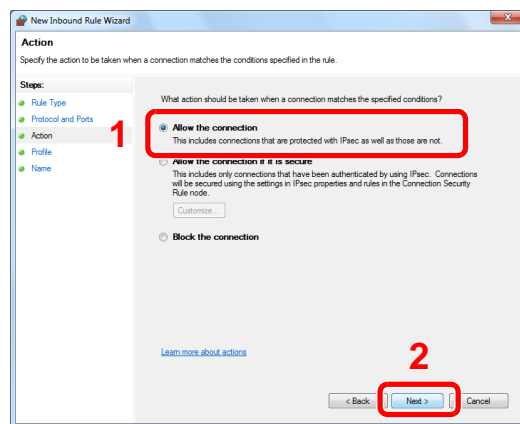 New Inbound Rule Wizard
Action
Specify the action to be taken when a connection matches the conditions specified in the rule.
Steps:
Rule Type
Protocol and Ports
Action
Profile
Name
1
What action should be taken when a connection matches the specified conditions?
Allow the connection
This includes connections that are protected with IPsec as well as those are not.
Allow the connection if it is secure
This includes only connections that have been authenticated by using IPsec. Connections
will be secured using the settings in IPsec properties and rules in the Connection Security
Rule node.
Customize...
Block the connection
Learn more about actions
2
< Back
Next >
Cancel